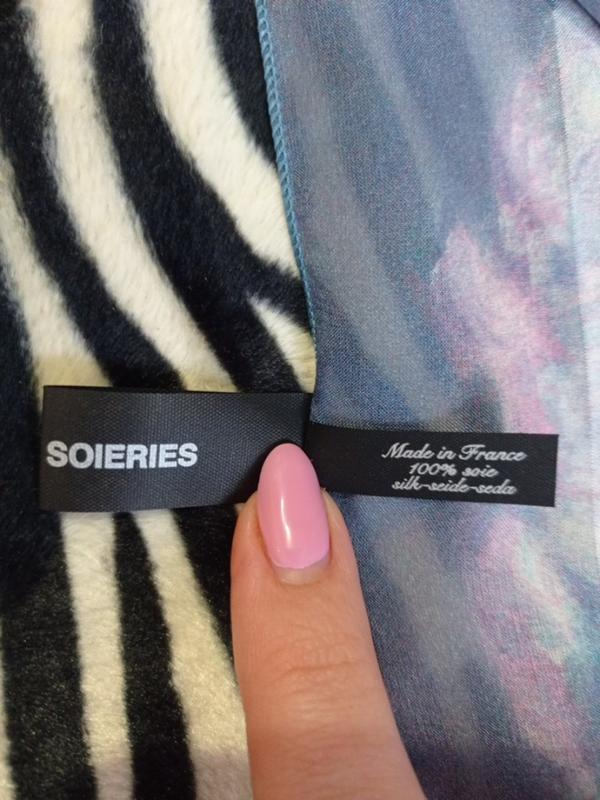 SOIERIES
Made in France
100% soie
silk-seide-seda